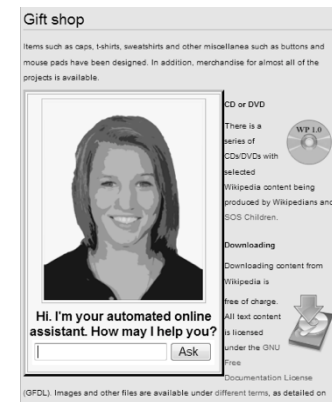 Gift shop
Items such as caps, t-shirts, sweatshirts and other miscellanea such as buttons and
mouse pads have been designed. In addition, merchandise for almost all of the
projects is available.
Hi. I'm your automated online
assistant. How may I help you?
Ask
CD or DVD
There is a
series of
CDs/DVDs with
selected
Wikipedia content being
produced by Wikipedians and
SOS Children.
WP 1.0
Downloading
Downloading content from
Wikipedia is
free of charge.
All text content
is licensed
under the GNU
Free
Documentation License
(GFDL). Images and other files are available under different terms, as detailed on